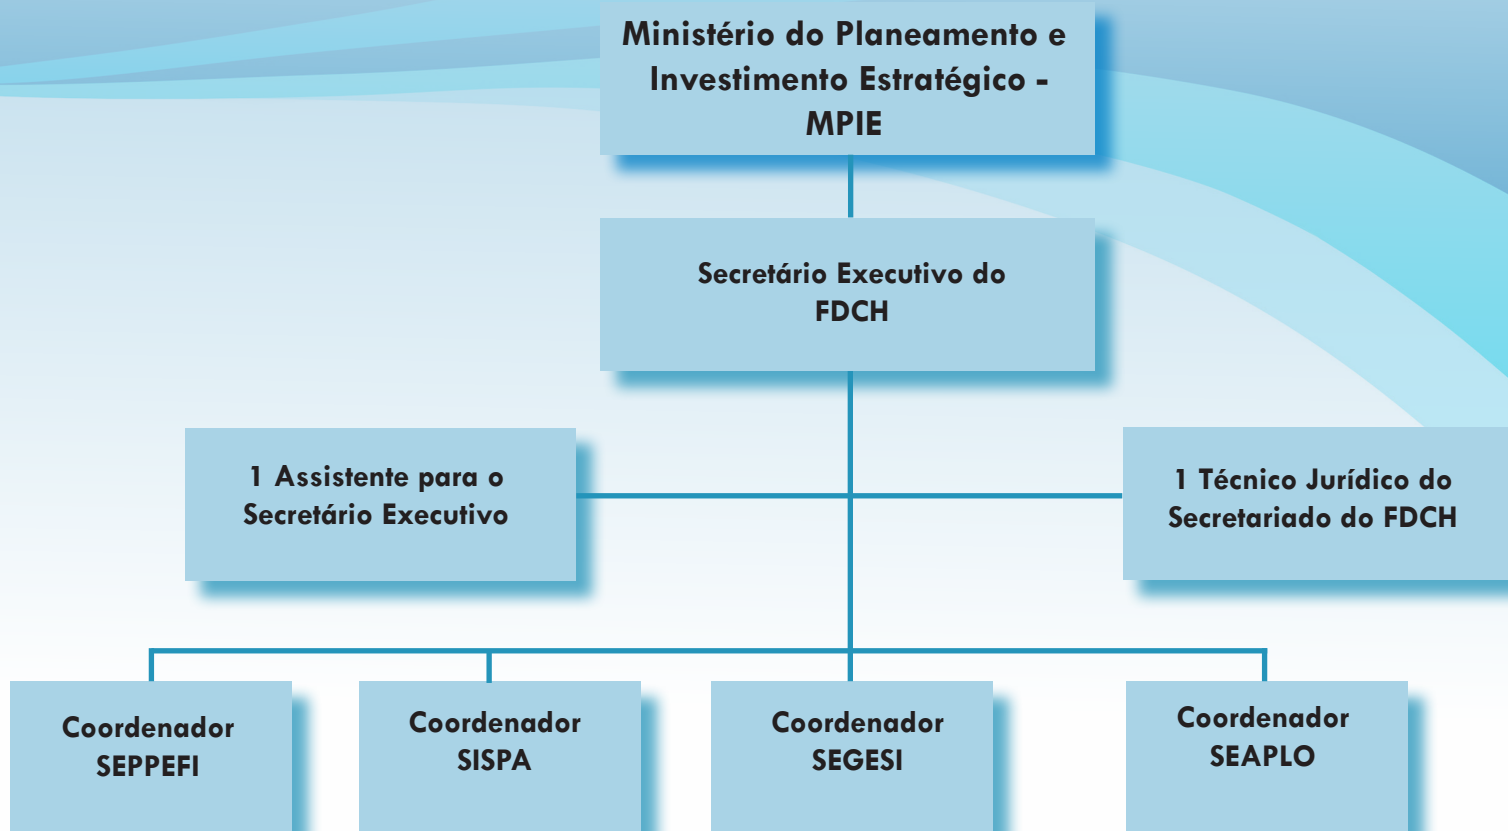 Ministério do Planeamento e
Investimento Estratégico -
MPIE
Secretário Executivo do
FDCH
1 Assistente para o
Secretário Executivo
1 Técnico Jurídico do
Secretariado do FDCH
Coordenador
SEPPEFI
Coordenador
SISPA
Coordenador
SEGESI
Coordenador
SEAPLO